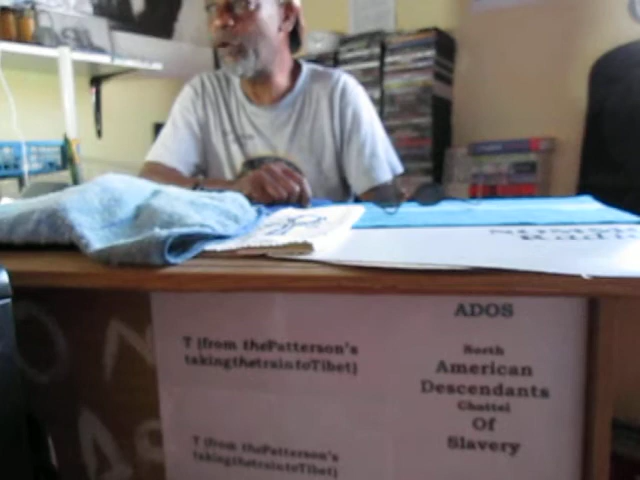 T (from thePatterson's
takingthetraintoTibet)
T (from thePatterson's
takingthetraintoTibet)
ADOS
North
American
Descendants
Chattel
Of
Slavery